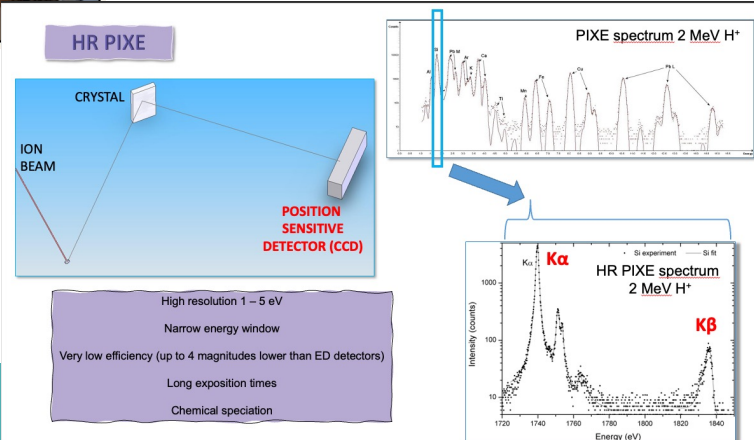 HR PIXE
CRYSTAL
ION
BEAM
POSITION
SENSITIVE
DETECTOR (CCD)
High resolution 1 – 5 eV
Narrow energy window
Very low efficiency (up to 4 magnitudes lower than ED detectors)
Long exposition times
Chemical speciation
PIXE spectrum 2 MeV H⁺
Al
Si
Pb M
Ar
K
Ca
Ti
Mn
Fe
Cu
Pb L
Si experiment
Si fit
Kα
Kα
HR PIXE spectrum
2 MeV H⁺
Kβ
Intensity (counts)
1000
100
10
1720
1740
1760
1780
1800
1820
1840
Energy (eV)